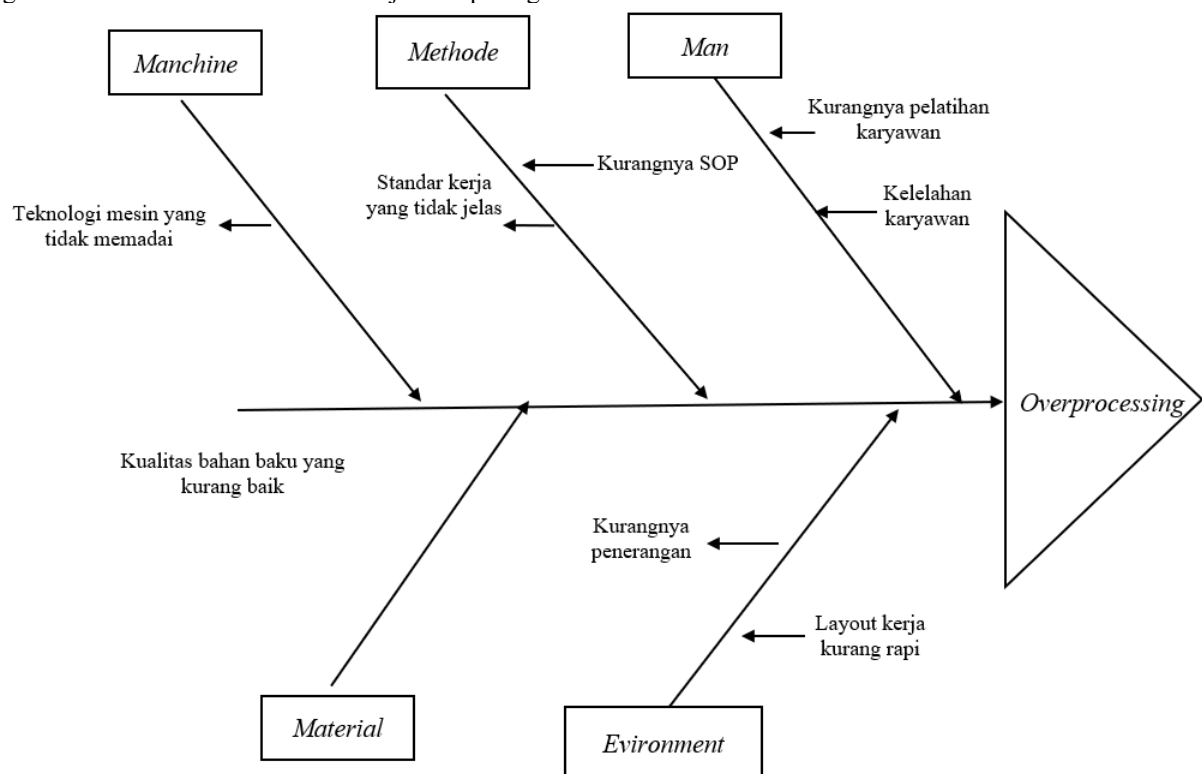 Manchine
Methode
Man
Kurangnya pelatihan
karyawan
Kurangnya SOP
Standar kerja
yang tidak jelas
Kelelahan
karyawan
Teknologi mesin yang
tidak memadai
Overprocessing
Kualitas bahan baku yang
kurang baik
Kurangnya
penerangan
Layout kerja
kurang rapi
Material
Evironment